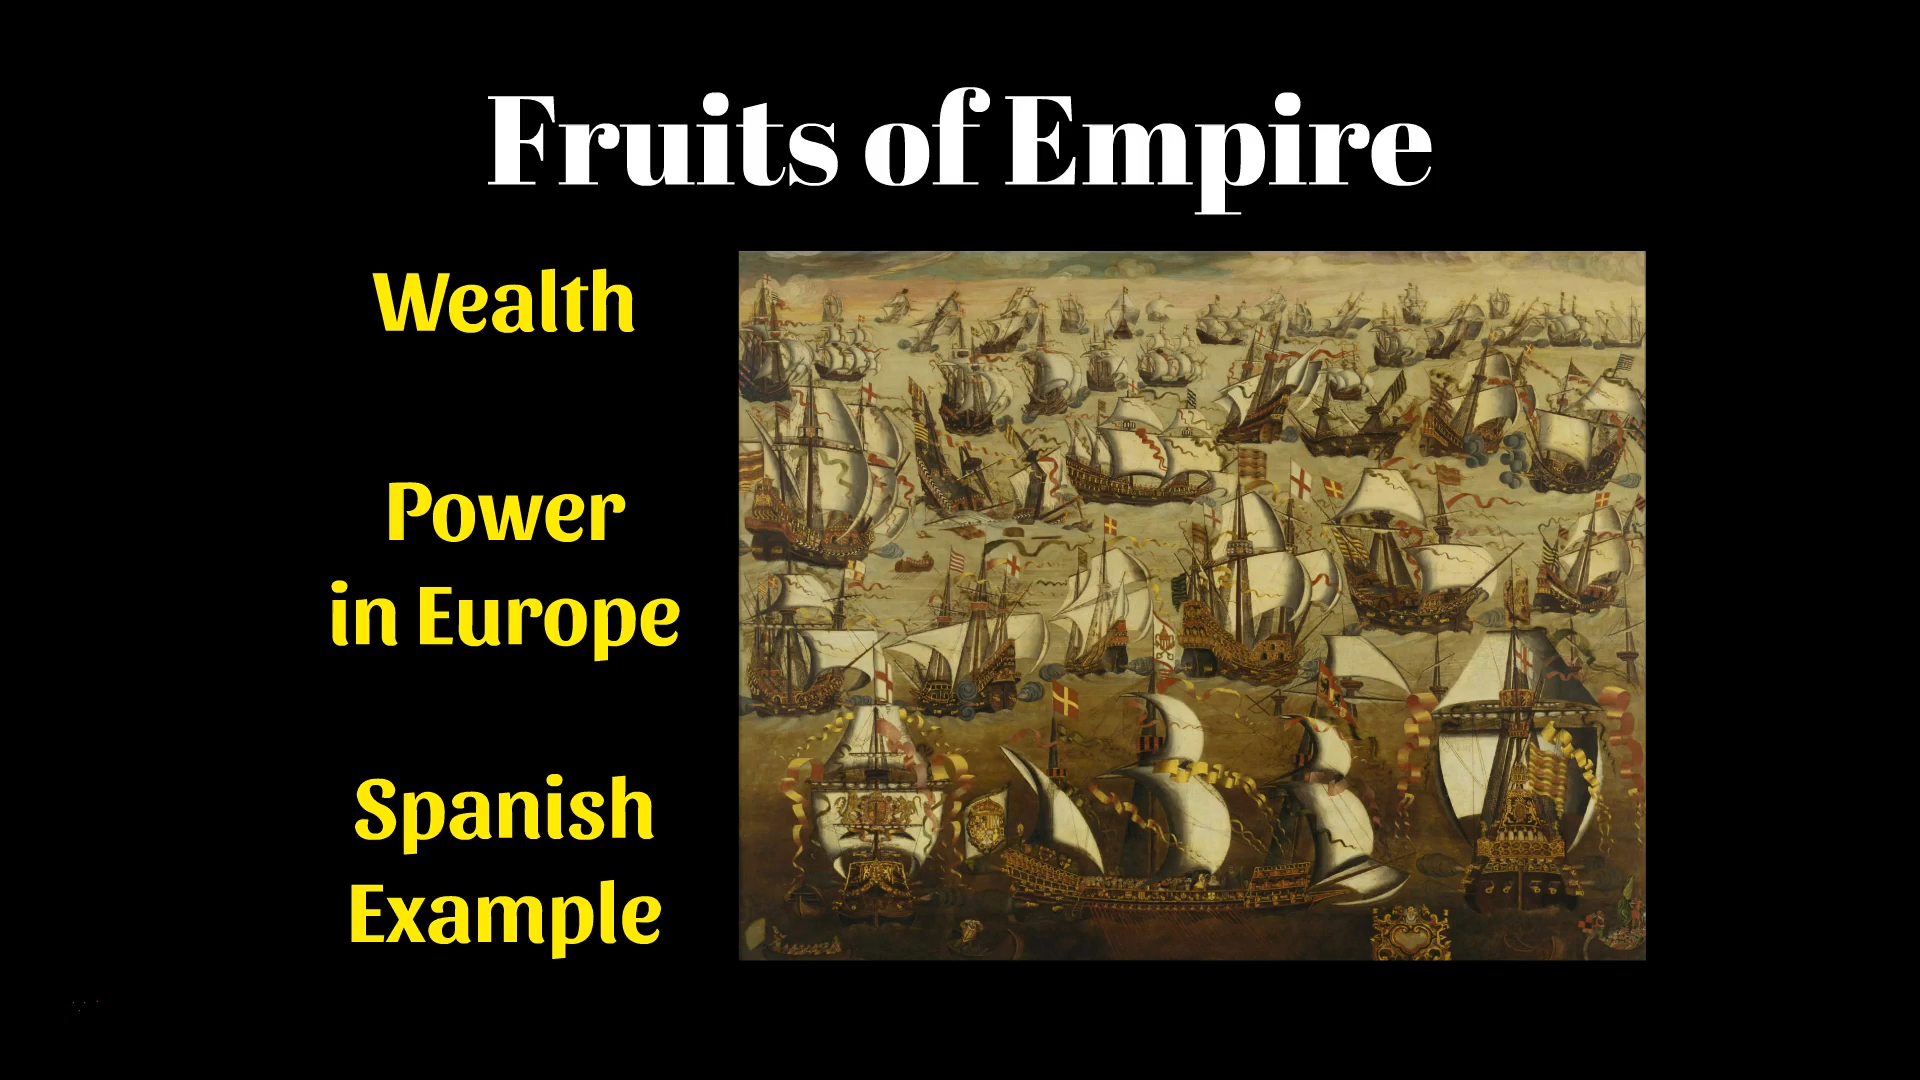 Fruits of Empire
Wealth
Power
in Europe
Spanish
Example